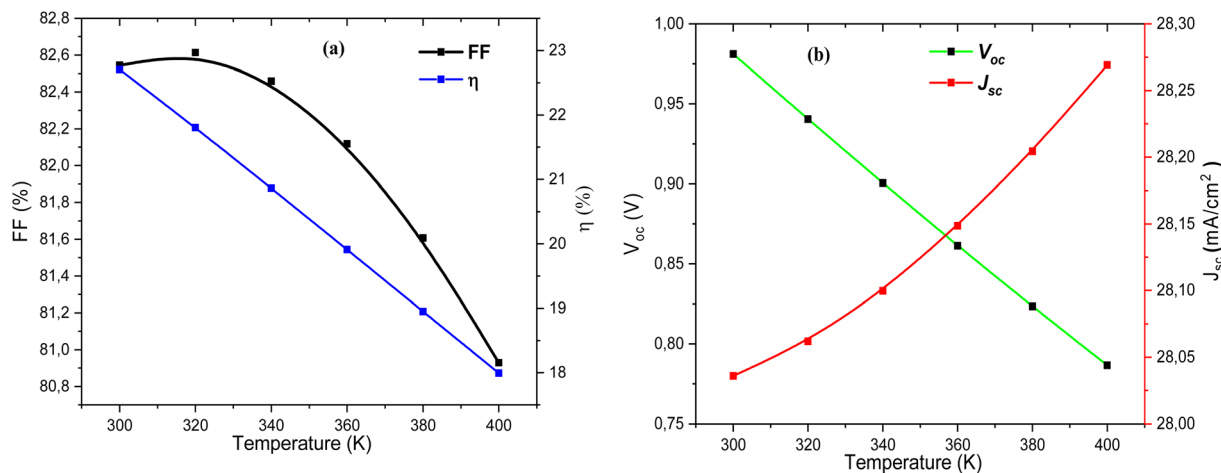 (a)
FF
η
82,8
82,6
82,4
82,2
82,0
81,8
81,6
81,4
81,2
81,0
80,8
FF (%)
23
22
21
20
19
18
η (%)
300 320 340 360 380 400
Temperature (K)
(b)
Voc
Jsc
1,00
0,95
0,90
0,85
0,80
0,75
Voc (V)
28,30
28,25
28,20
28,15
28,10
28,05
28,00
Jsc (mA/cm²)
300 320 340 360 380 400
Temperature (K)